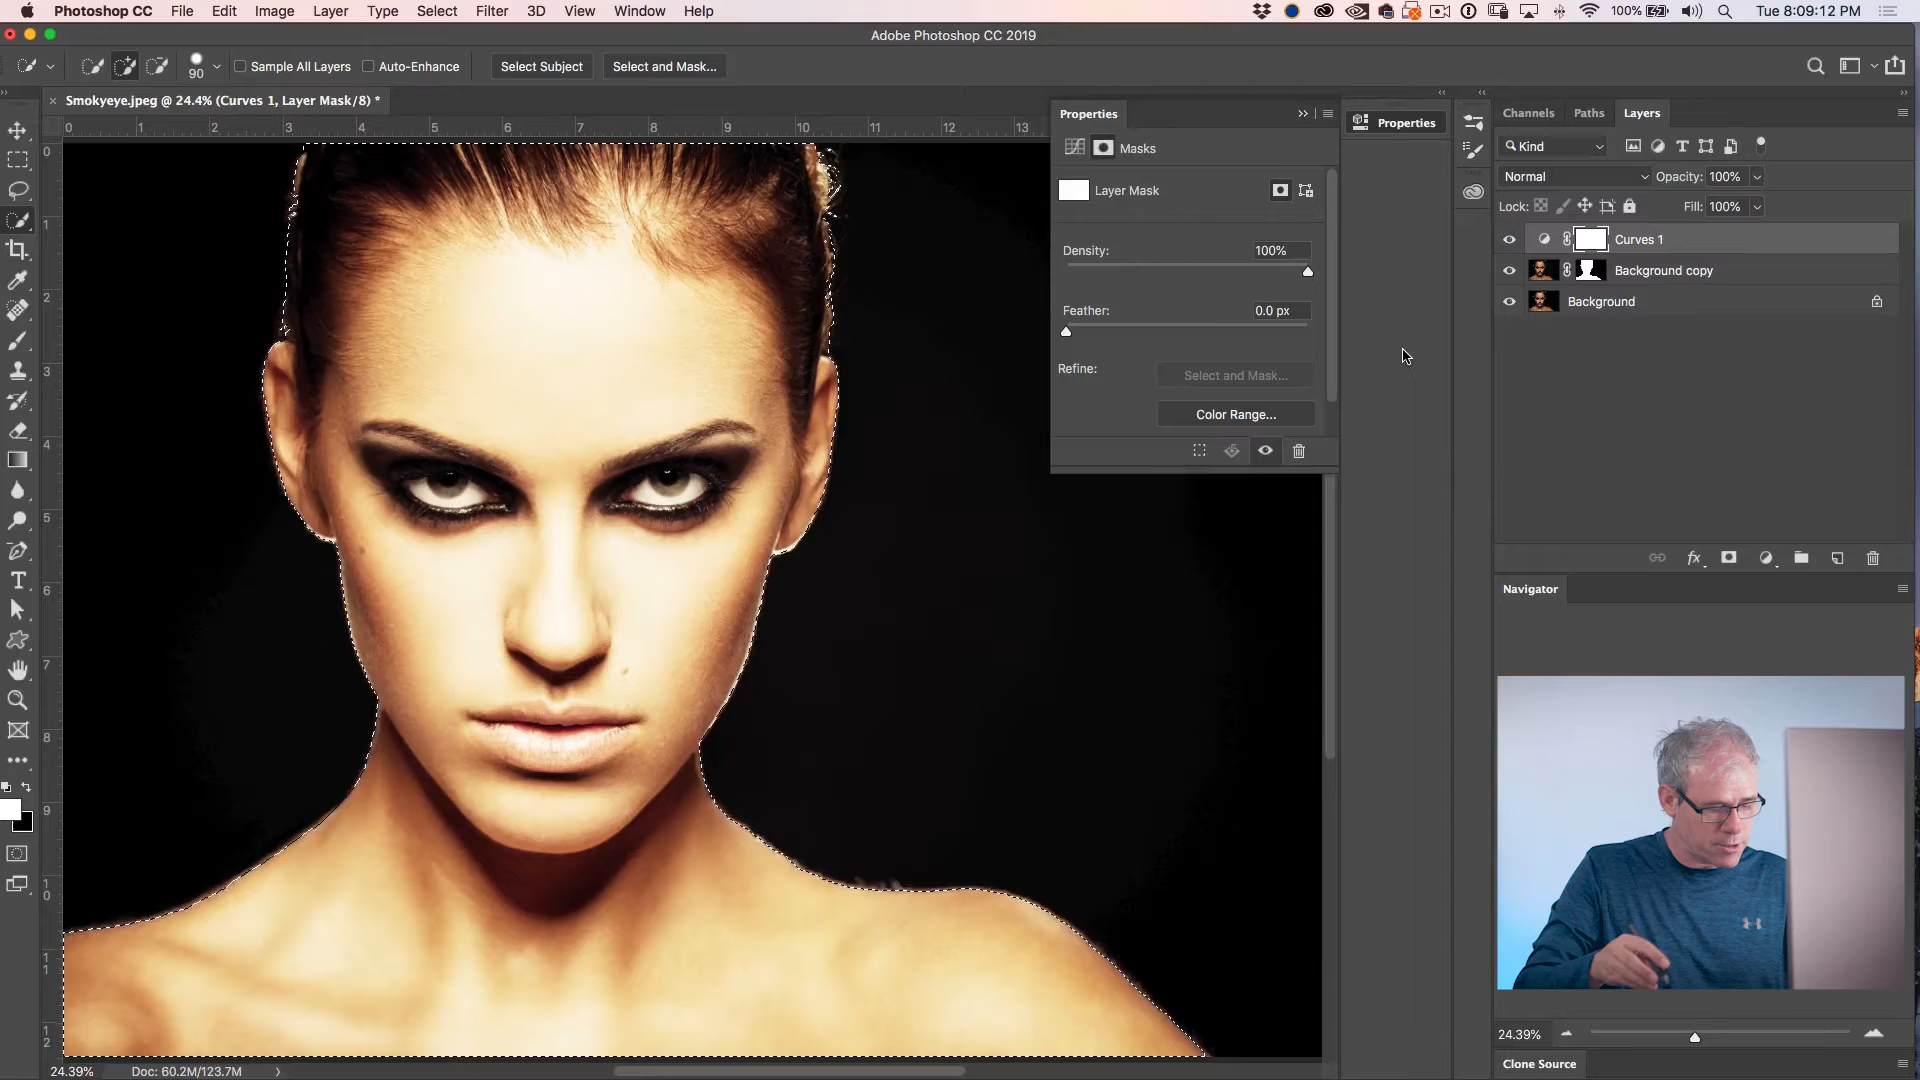 Photoshop CC File Edit Image Layer Type Select Filter 3D View Window Help 100% Tue 8:09:12 PM
Adobe Photoshop CC 2019
90 Sample All Layers Auto-Enhance Select Subject Select and Mask...
Smokyeye.jpeg @ 24.4% (Curves 1, Layer Mask/8) *
0 1 2 3 4 5 6 7 8 9 10 11 12 13
0
1
2
3
4
5
6
7
8
9
1
0
1
1
1
2
Properties
Masks
Layer Mask
Density: 100%
Feather: 0.0 px
Refine: Select and Mask...
Color Range...
Properties
Channels Paths Layers
Kind
Normal Opacity: 100%
Lock: Fill: 100%
Curves 1
Background copy
Background
fx
Navigator
24.39%
Clone Source
24.39% Doc: 60.2M/123.7M